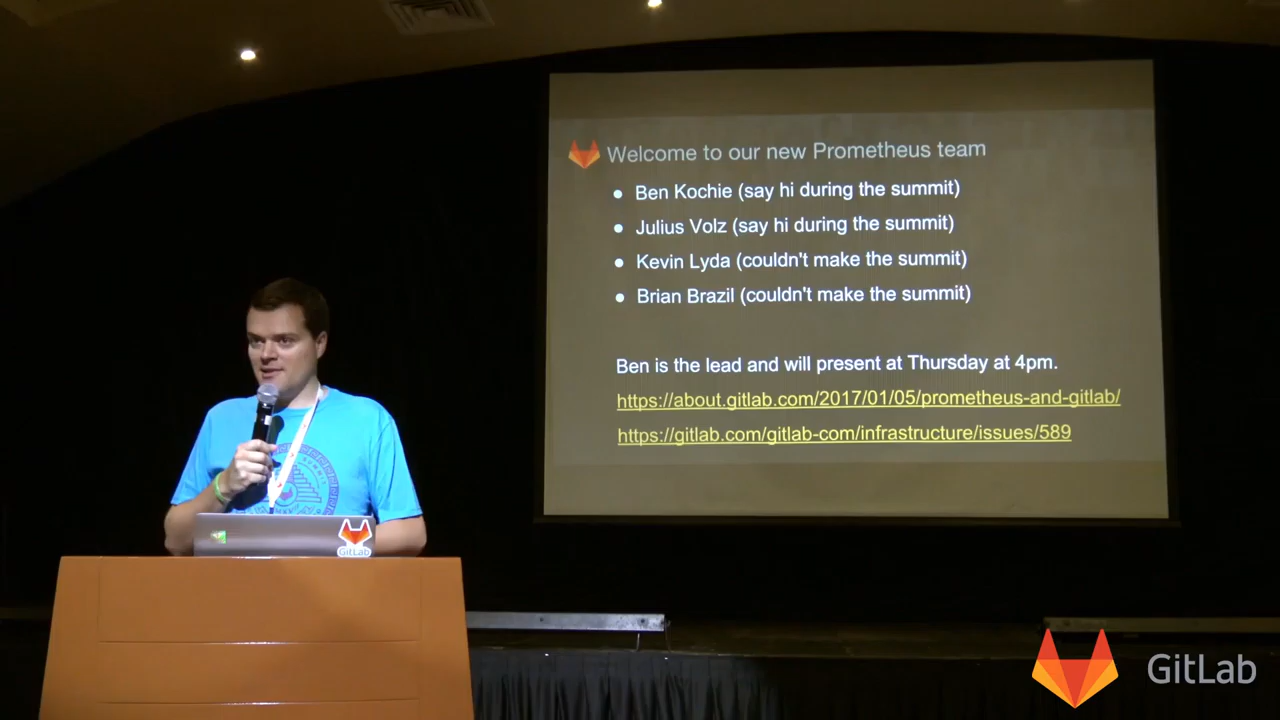 Welcome to our new Prometheus team
Ben Kochie (say hi during the summit)
Julius Volz (say hi during the summit)
Kevin Lyda (couldn't make the summit)
Brian Brazil (couldn't make the summit)
Ben is the lead and will present at Thursday at 4pm.
https://about.gitlab.com/2017/01/05/prometheus-and-gitlab/
https://gitlab.com/gitlab-com/infrastructure/issues/589
GitLab
GitLab